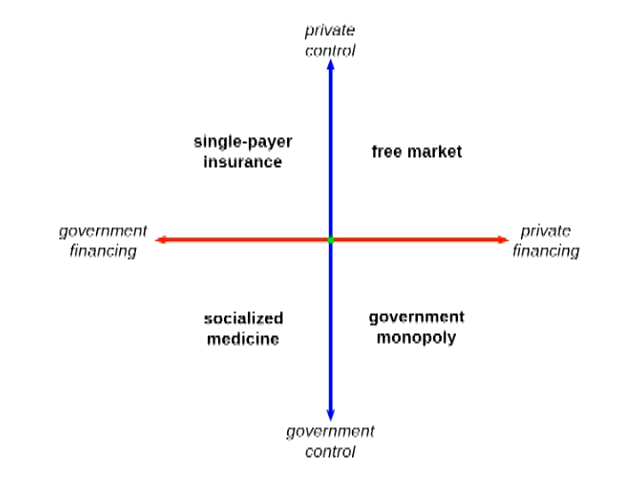 private
control
single-payer
insurance
free market
government
financing
private
financing
socialized
medicine
government
monopoly
government
control